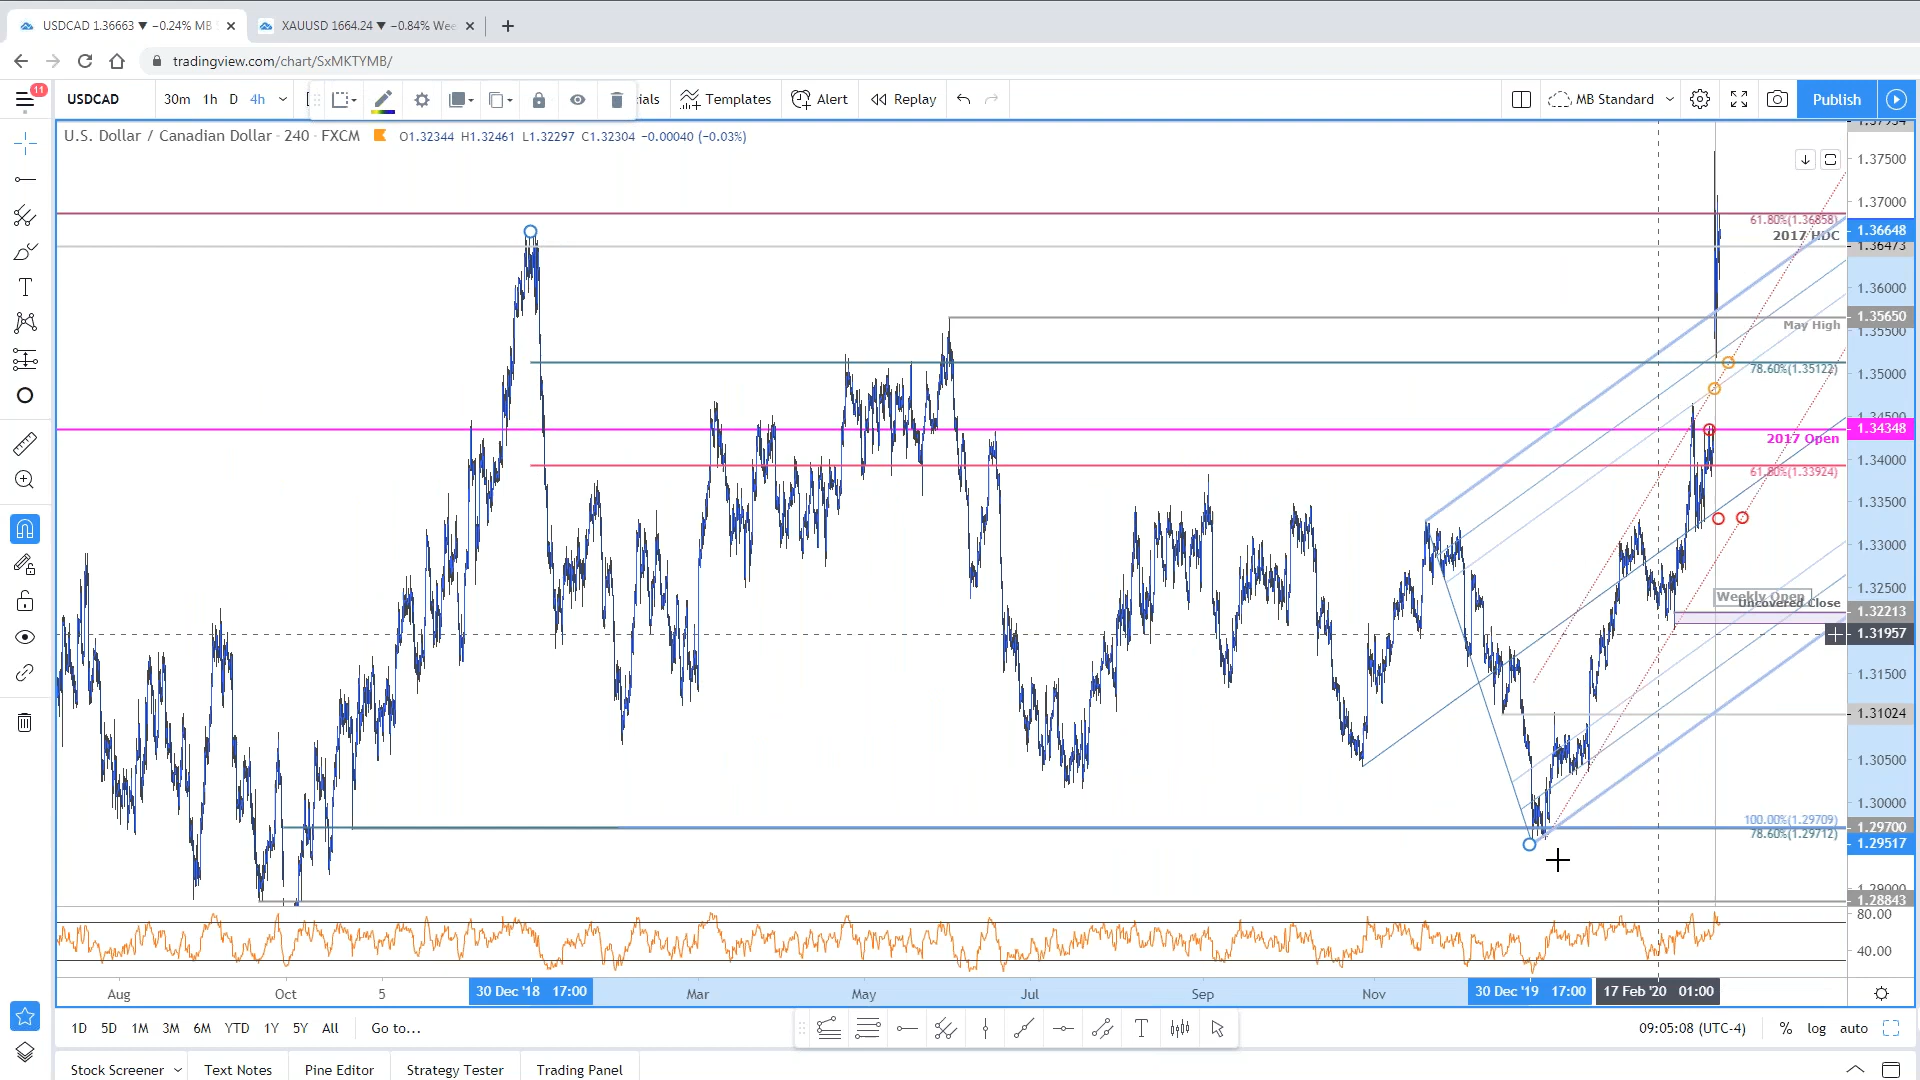 USDCAD 1.36663 ▼ −0.24% MB
XAUUSD 1664.24 ▼ −0.84% Wee
tradingview.com/chart/SxMKTYMB/
11
USDCAD 30m 1h D 4h
ials Templates Alert Replay
MB Standard Publish
U.S. Dollar / Canadian Dollar · 240 · FXCM O1.32344 H1.32461 L1.32297 C1.32304 −0.00040 (−0.03%)
1.37500
1.37000
61.80%(1.36858)
1.36648
2017 HDC
1.36473
1.36000
1.35650
May High
1.35500
78.60%(1.35122)
1.35000
1.34500
1.34348
2017 Open
1.34000
61.80%(1.33924)
1.33500
1.33000
1.32500
Weekly Open
Uncovered Close
1.32213
1.31957
1.31500
1.31024
1.30500
1.30000
100.00%(1.29709)
1.29700
78.60%(1.29712)
1.29517
1.29000
1.28843
80.00
40.00
Aug Oct 5 30 Dec '18 17:00 Mar May Jul Sep Nov 30 Dec '19 17:00 17 Feb '20 01:00
1D 5D 1M 3M 6M YTD 1Y 5Y All Go to...
09:05:08 (UTC-4) % log auto
Stock Screener Text Notes Pine Editor Strategy Tester Trading Panel